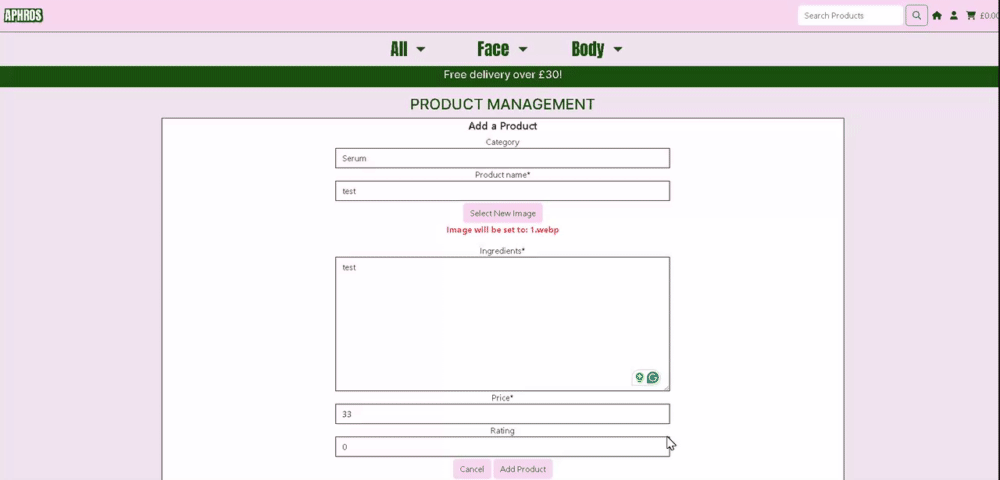 APHROS
Search Products
£0.00
All Face Body
Free delivery over £30!
PRODUCT MANAGEMENT
Add a Product
Category
Serum
Product name*
test
Select New Image
Image will be set to: 1.webp
Ingredients*
test
Price*
33
Rating
0
Cancel Add Product